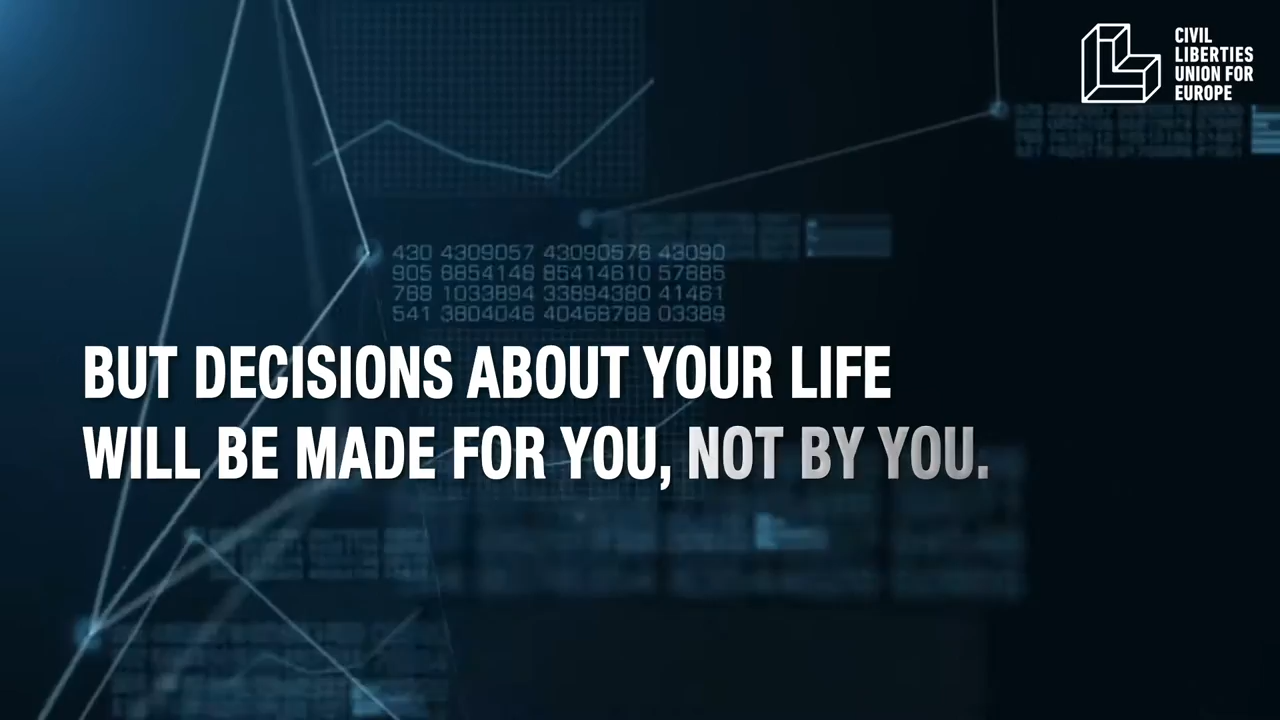 CIVIL
LIBERTIES
UNION FOR
EUROPE
430 4309057 43090578 43090
905 6854146 85414610 57885
788 1033894 33894380 41461
541 3804046 40468788 03389
BUT DECISIONS ABOUT YOUR LIFE
WILL BE MADE FOR YOU, NOT BY YOU.